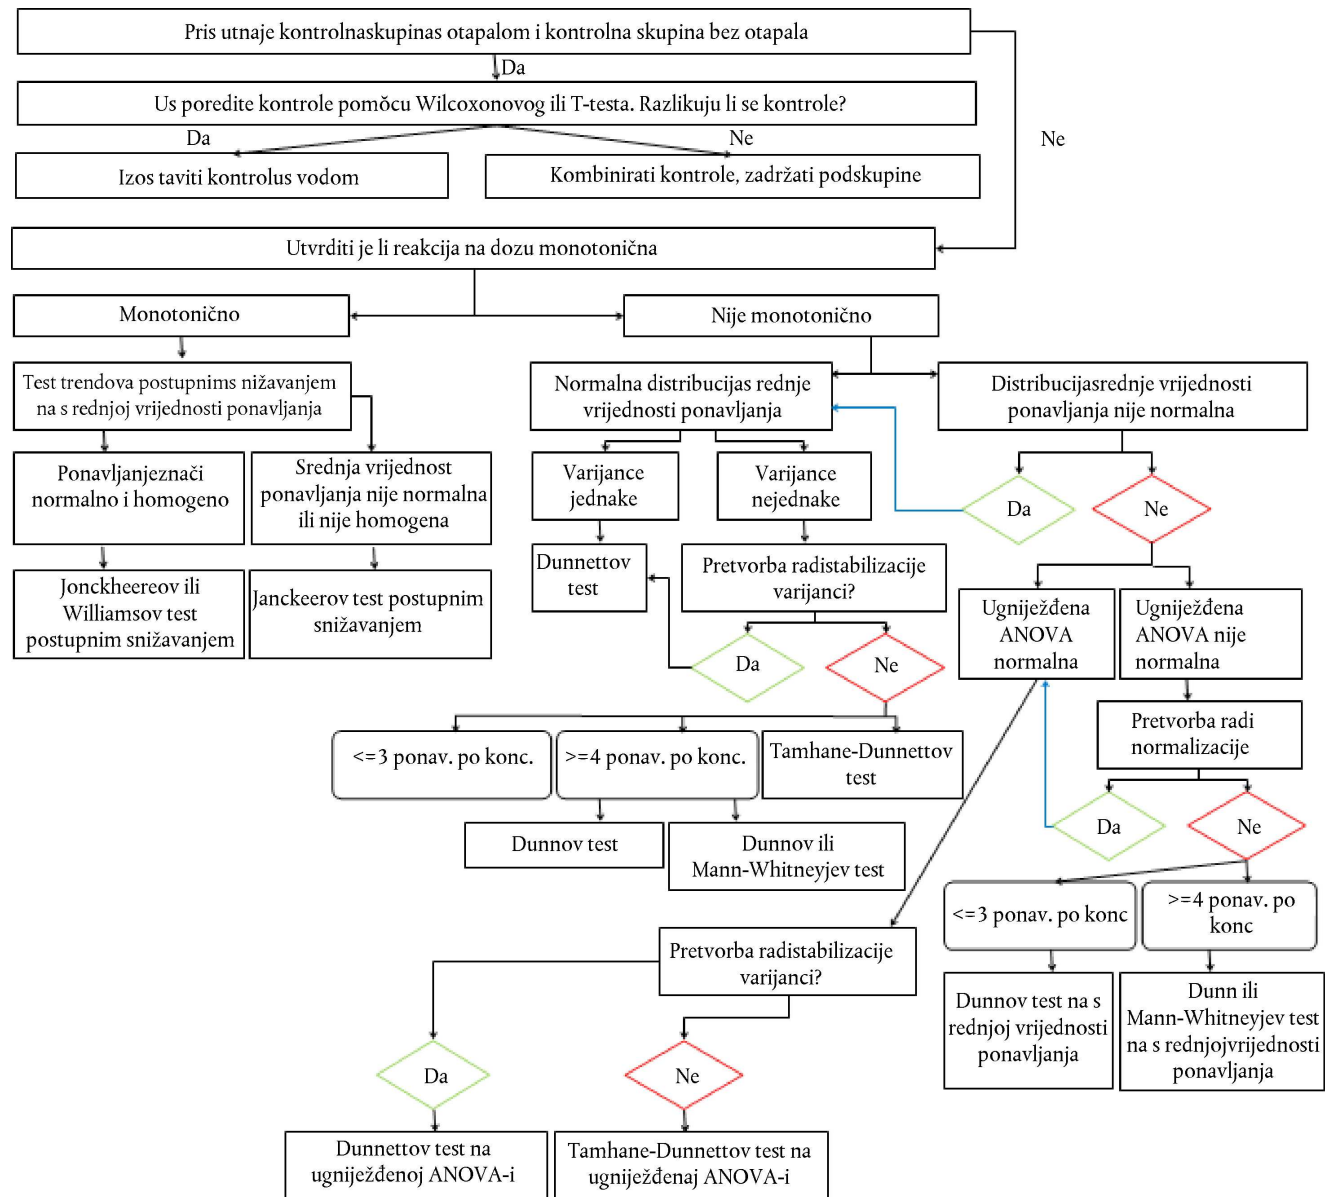 Pris utnaje kontrolnaskupinas otapalom i kontrolna skupina bez otapala
Da
Us poredite kontrole pomŏcu Wilcoxonovog ili T-testa. Razlikuju li se kontrole?
Da
Ne
Ne
Izos taviti kontrolus vodom
Kombinirati kontrole, zadržati podskupine
Utvrditi je li reakcija na dozu monotonična
Monotonično
Nije monotonično
Test trendova postupnims nižavanjem
na s rednjoj vrijednosti ponavljanja
Normalna distribucijas rednje
vrijednosti ponavljanja
Distribucijasrednje vrijednosti
ponavljanja nije normalna
Ponavljanjeznači
normalno i homogeno
Srednja vrijednost
ponavljanja nije normalna
ili nije homogena
Varijance
jednake
Varijance
nejednake
Da
Ne
Jonckheereov ili
Williamsov test
postupnim snižavanjem
Janckeerov test postupnim
snižavanjem
Dunnettov
test
Pretvorba radistabilizacije
varijanci?
Ugniježđena
ANOVA
normalna
Ugniježđena
ANOVA nije
normalna
Da
Ne
Pretvorba radi
normalizacije
<=3 ponav. po konc.
>=4 ponav. po konc.
Tamhane-Dunnettov
test
Da
Ne
Dunnov test
Dunnov ili
Mann-Whitneyjev test
<=3 ponav. po konc
>=4 ponav. po
konc
Pretvorba radistabilizacije
varijanci?
Dunnov test na s
rednjoj vrijednosti
ponavljanja
Dunn ili
Mann-Whitneyjev test
na s rednjojvrijednosti
ponavljanja
Da
Ne
Dunnettov test na
ugniježđenoj ANOVA-i
Tamhane-Dunnettov test na
ugniježđenaj ANOVA-i